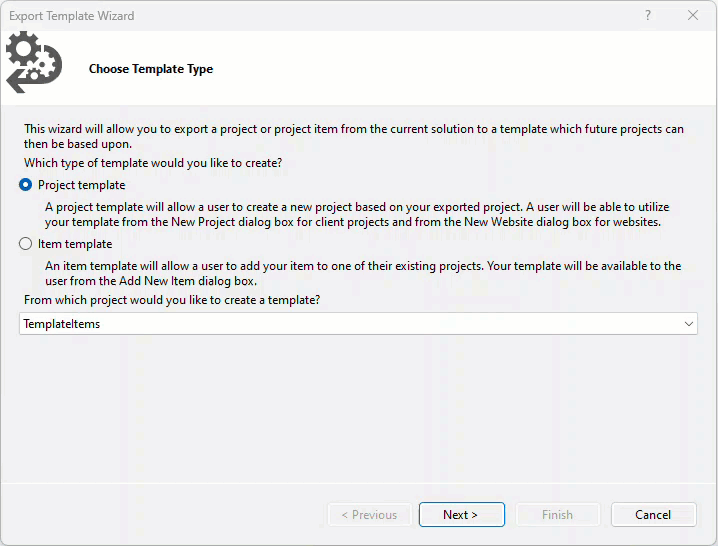 Export Template Wizard
?
Choose Template Type
This wizard will allow you to export a project or project item from the current solution to a template which future projects can
then be based upon.
Which type of template would you like to create?
Project template
A project template will allow a user to create a new project based on your exported project. A user will be able to utilize
your template from the New Project dialog box for client projects and from the New Website dialog box for websites.
Item template
An item template will allow a user to add your item to one of their existing projects. Your template will be available to the
user from the Add New Item dialog box.
From which project would you like to create a template?
TemplateItems
< Previous
Next >
Finish
Cancel